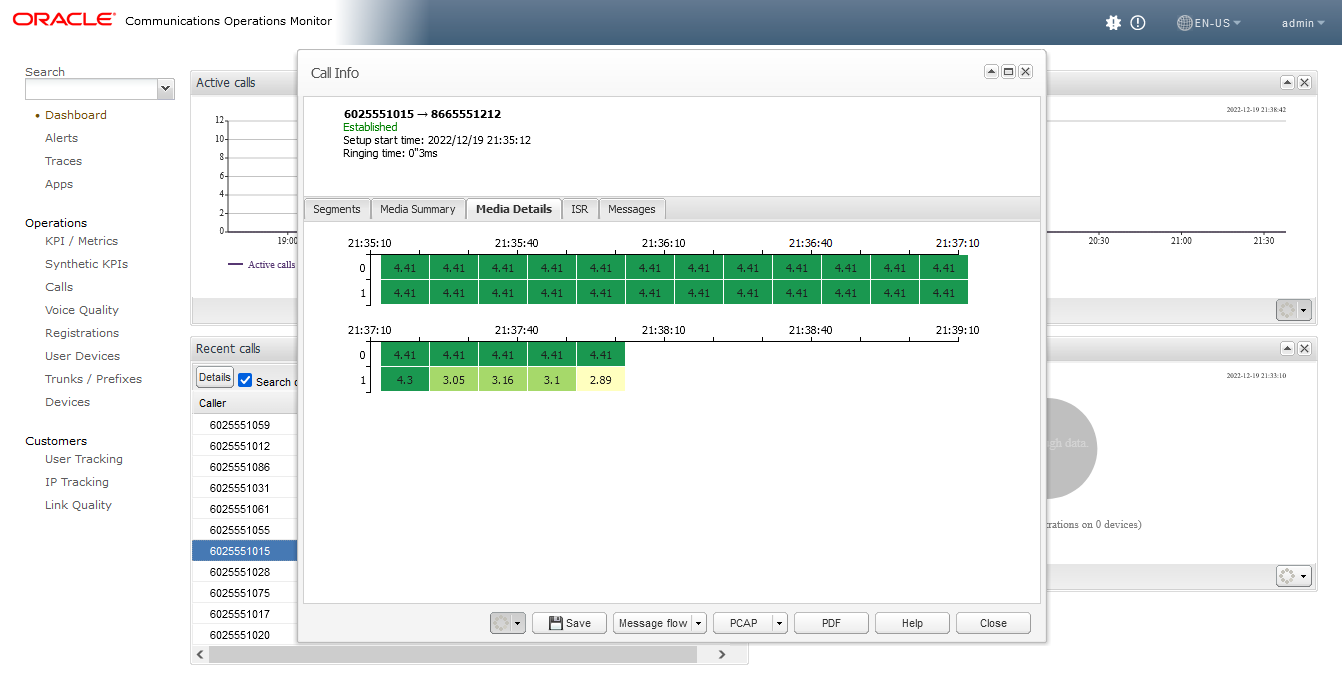 ORACLE Communications Operations Monitor
EN-US
admin
Search
Dashboard
Alerts
Traces
Apps
Operations
KPI / Metrics
Synthetic KPIs
Calls
Voice Quality
Registrations
User Devices
Trunks / Prefixes
Devices
Customers
User Tracking
IP Tracking
Link Quality
Active calls
12
10
8
6
4
2
0
19:00
Active calls
2022-12-19 21:38:42
20:30 21:00 21:30
Recent calls
Details Search
Caller
6025551059
6025551012
6025551086
6025551031
6025551061
6025551055
6025551015
6025551028
6025551075
6025551017
6025551020
2022-12-19 21:33:10
gh data.
trations on 0 devices)
Call Info
6025551015 → 8665551212
Established
Setup start time: 2022/12/19 21:35:12
Ringing time: 0"3ms
Segments Media Summary Media Details ISR Messages
21:35:10 21:35:40 21:36:10 21:36:40 21:37:10
0 4.41 4.41 4.41 4.41 4.41 4.41 4.41 4.41 4.41 4.41 4.41 4.41
1 4.41 4.41 4.41 4.41 4.41 4.41 4.41 4.41 4.41 4.41 4.41 4.41
21:37:10 21:37:40 21:38:10 21:38:40 21:39:10
0 4.41 4.41 4.41 4.41 4.41
1 4.3 3.05 3.16 3.1 2.89
Save Message flow PCAP PDF Help Close